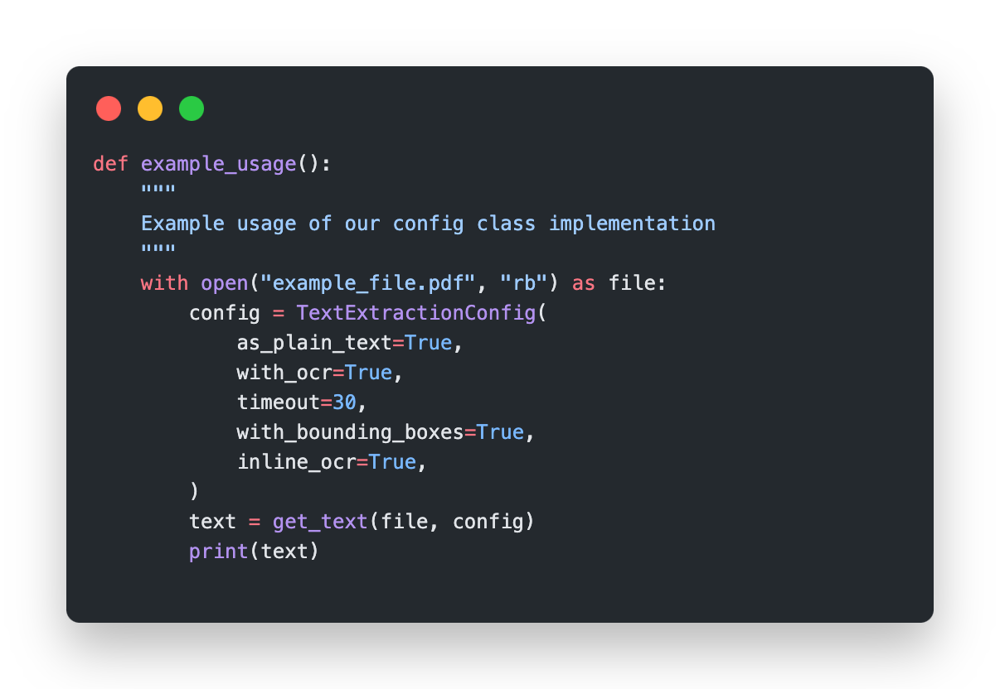 def example_usage():
    """
    Example usage of our config class implementation
    """
    with open("example_file.pdf", "rb") as file:
        config = TextExtractionConfig(
            as_plain_text=True,
            with_ocr=True,
            timeout=30,
            with_bounding_boxes=True,
            inline_ocr=True,
        )
        text = get_text(file, config)
        print(text)